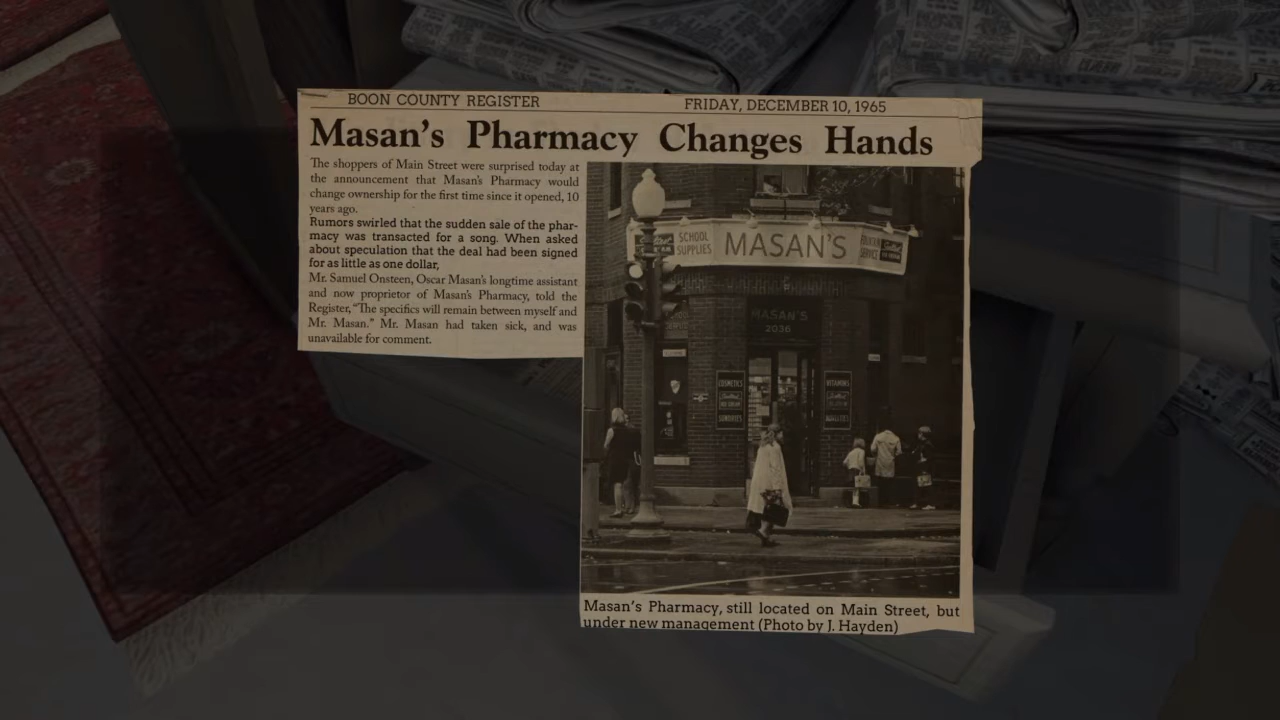 BOON COUNTY REGISTER
FRIDAY, DECEMBER 10, 1965
Masan's Pharmacy Changes Hands
The shoppers of Main Street were surprised today at
the announcement that Masan's Pharmacy would
change ownership for the first time since it opened, 10
years ago.
Rumors swirled that the sudden sale of the phar-
macy was transacted for a song. When asked
about speculation that the deal had been signed
for as little as one dollar,
Mr. Samuel Onsteen, Oscar Masan's longtime assistant
and now proprietor of Masan's Pharmacy, told the
Register, "The specifics will remain between myself and
Mr. Masan." Mr. Masan had taken sick, and was
unavailable for comment.
SCHOOL
SUPPLIES
MASAN'S
SERVICE
MASAN'S
2036
COSMETICS
SUNDRIES
VITAMINS
Masan's Pharmacy, still located on Main Street, but
under new management (Photo by J. Hayden)